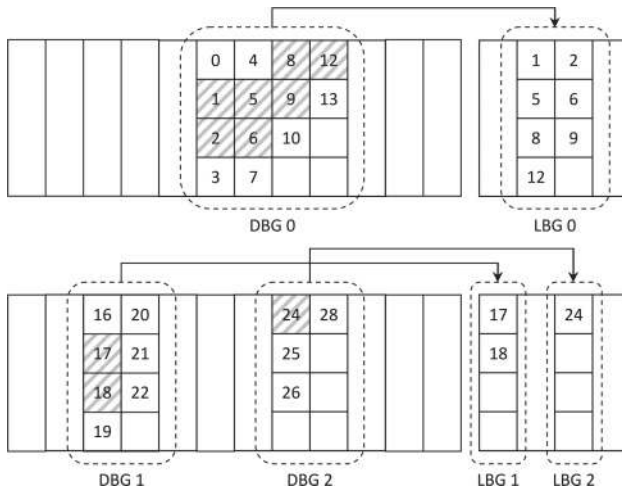 0 4 8 12 1 2
1 5 9 13 5 6
2 6 10 8 9
3 7 12
DBG 0 LBG 0
16 20 24 28 17 24
17 21 25 18
18 22 26
19
DBG 1 DBG 2 LBG 1 LBG 2